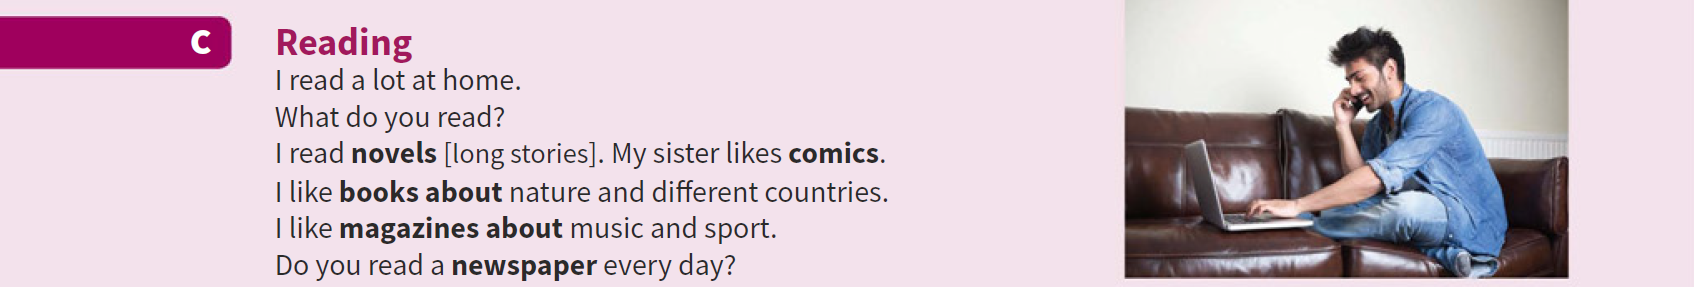 C
Reading
I read a lot at home.
What do you read?
I read novels [long stories]. My sister likes comics.
I like books about nature and different countries.
I like magazines about music and sport.
Do you read a newspaper every day?